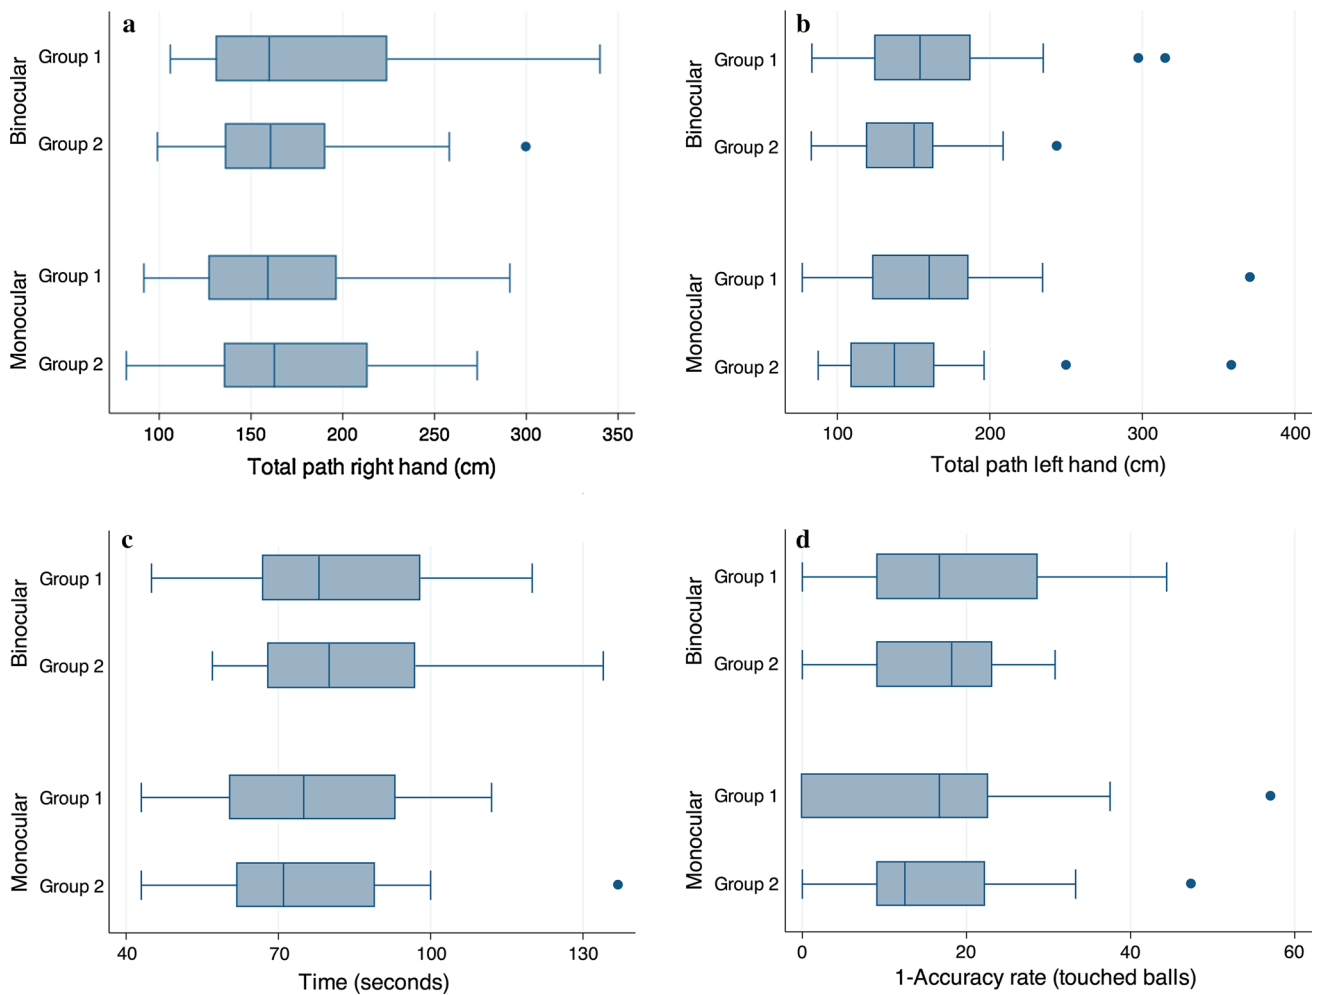 a
Binocular
Group 1
Group 2
Monocular
Group 1
Group 2
100 150 200 250 300 350
Total path right hand (cm)
b
Binocular
Group 1
Group 2
Monocular
Group 1
Group 2
100 200 300 400
Total path left hand (cm)
c
Binocular
Group 1
Group 2
Monocular
Group 1
Group 2
40 70 100 130
Time (seconds)
d
Binocular
Group 1
Group 2
Monocular
Group 1
Group 2
0 20 40 60
1-Accuracy rate (touched balls)